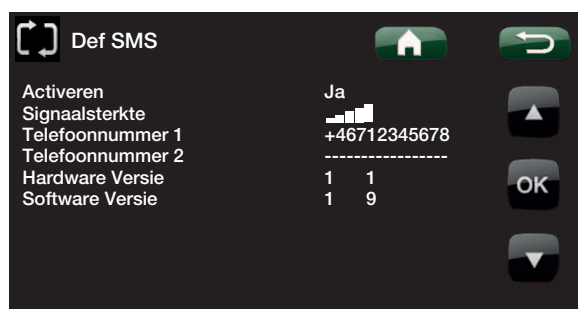 Def SMS
Activeren Ja
Signaalsterkte
Telefoonnummer 1 +46712345678
Telefoonnummer 2 -----------------
Hardware Versie 1 1
Software Versie 1 9
OK